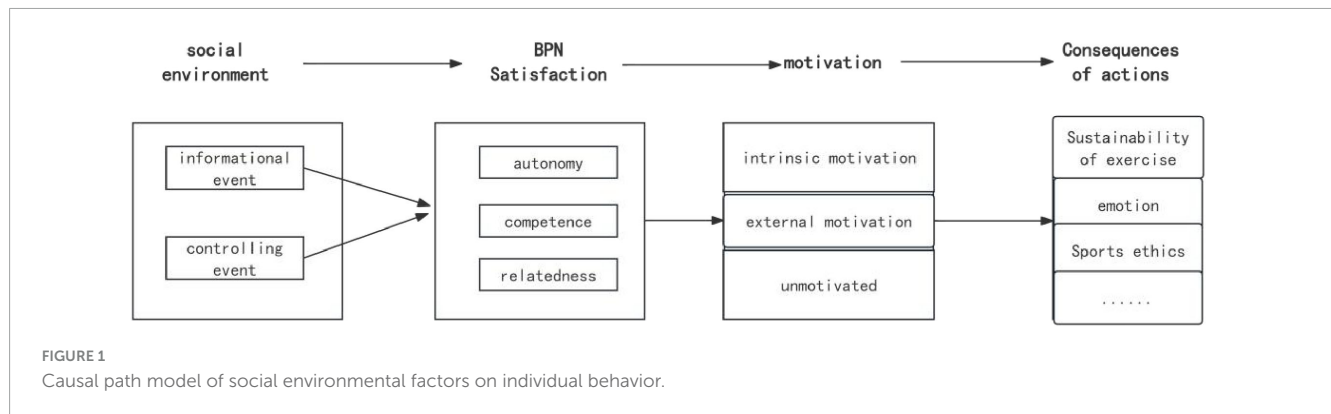 social
environment
BPN
Satisfaction
motivation
Consequences
of actions
informational
event
controlling
event
autonomy
competence
relatedness
intrinsic motivation
external motivation
unmotivated
Sustainability
of exercise
emotion
Sports ethics
......
FIGURE 1
Causal path model of social environmental factors on individual behavior.